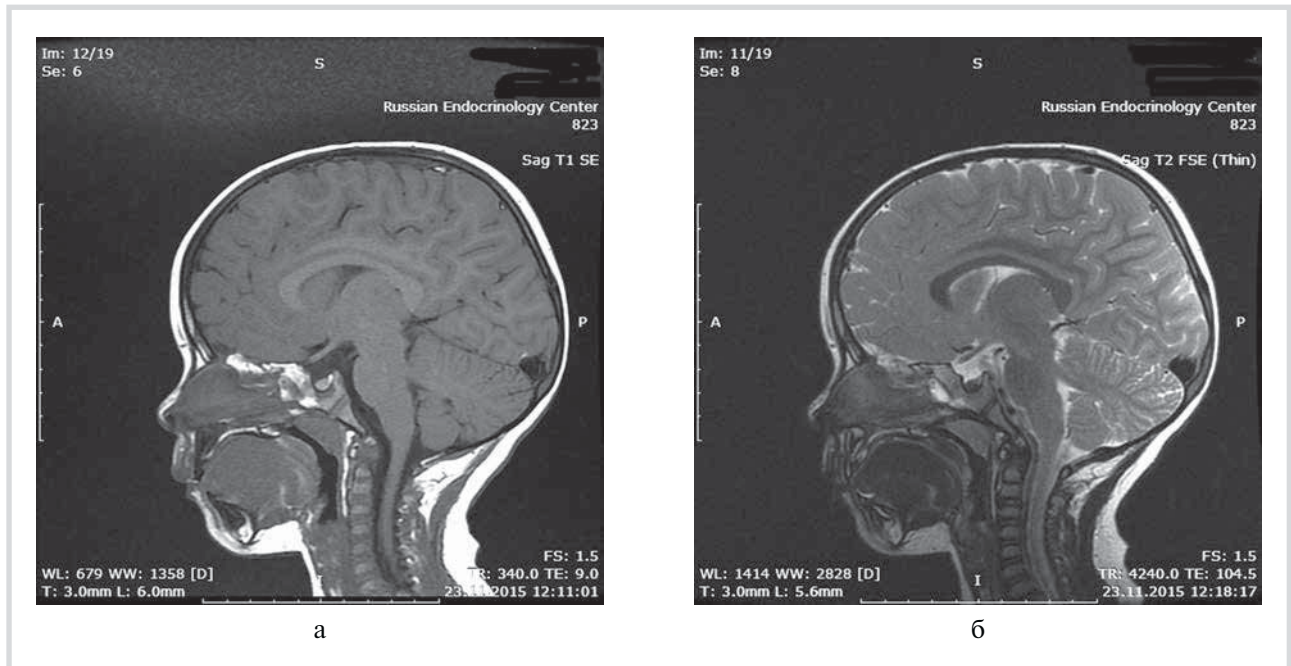 Im: 12/19
Se: 6
S
Russian Endocrinology Center
823
Sag T1 SE
A
P
I
FS: 1.5
WL: 679 WW: 1358 [D]
TR: 340.0 TE: 9.0
T: 3.0mm L: 6.0mm
23.11.2015 12:11:01
а
Im: 11/19
Se: 8
S
Russian Endocrinology Center
823
Sag T2 FSE (Thin)
A
P
I
FS: 1.5
WL: 1414 WW: 2828 [D]
TR: 4240.0 TE: 104.5
T: 3.0mm L: 5.6mm
23.11.2015 12:18:17
б